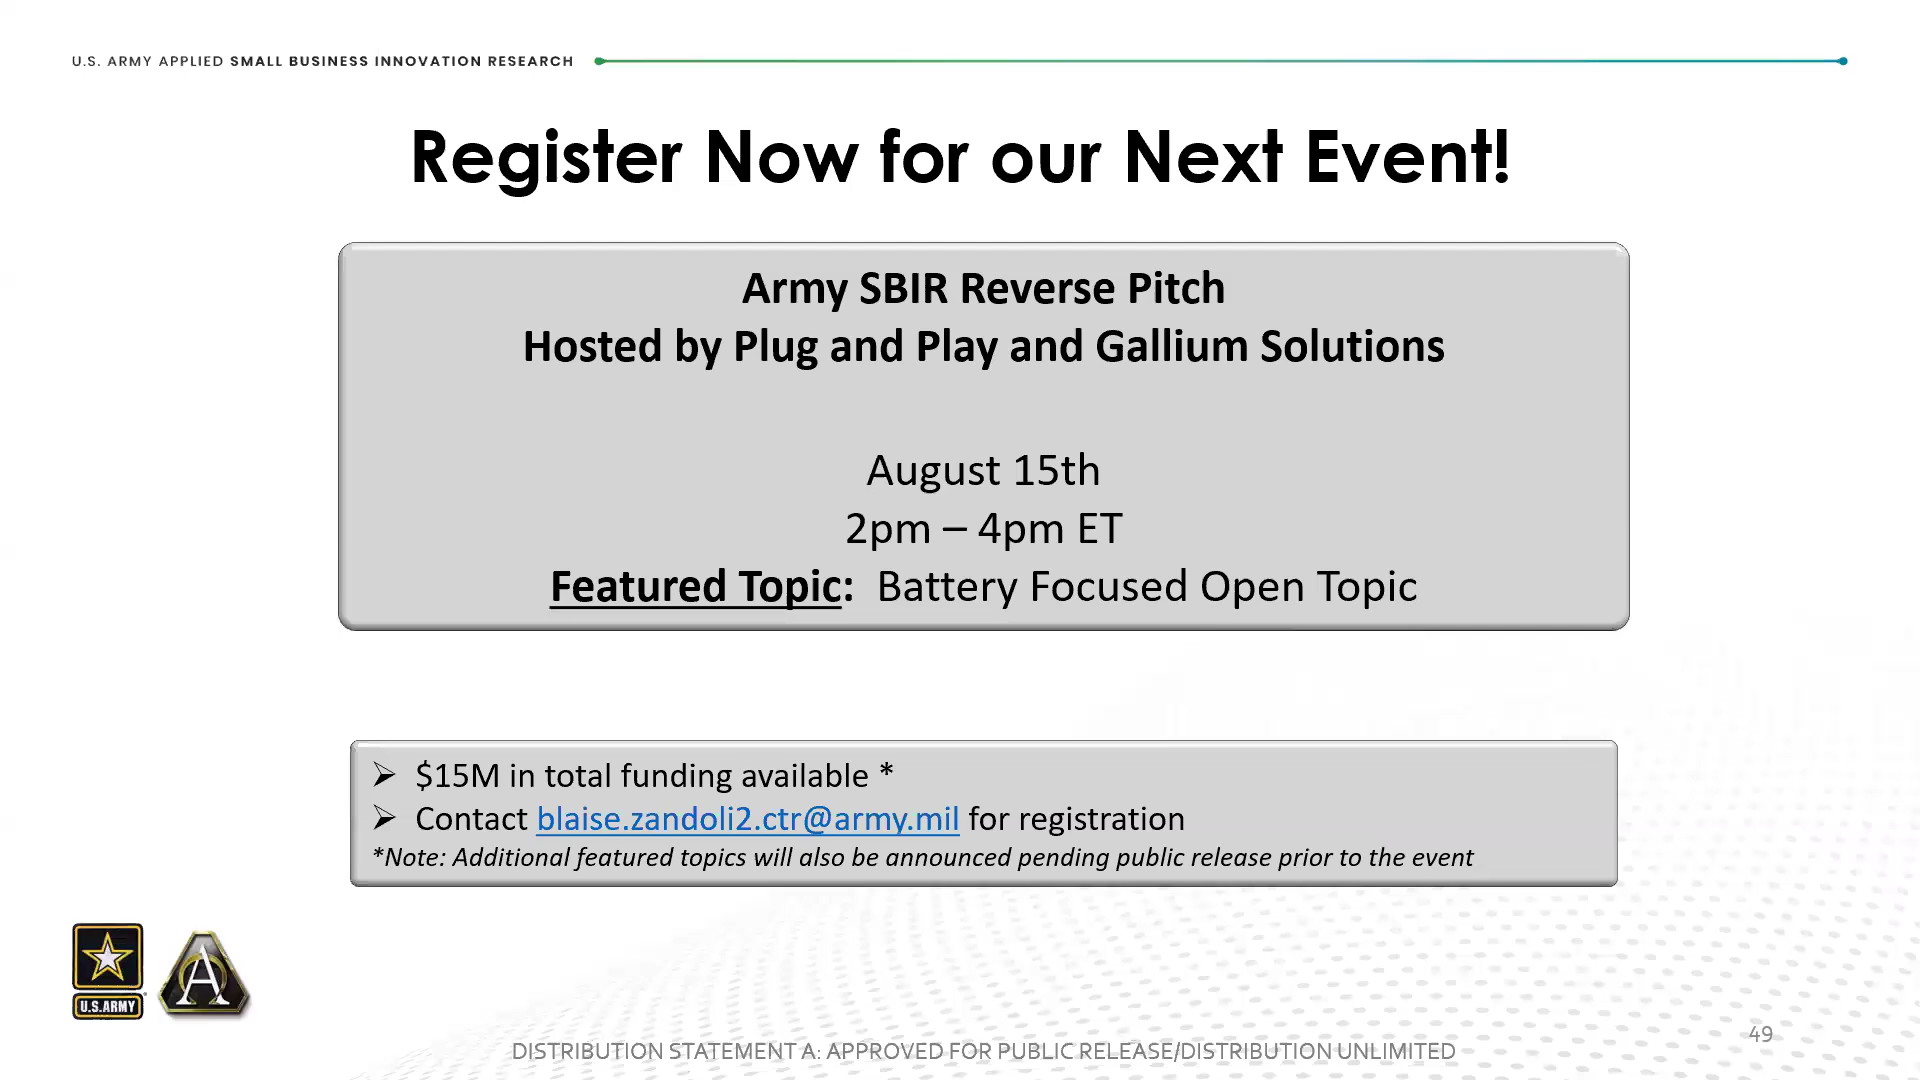 U.S. ARMY APPLIED SMALL BUSINESS INNOVATION RESEARCH
Register Now for our Next Event!
Army SBIR Reverse Pitch
Hosted by Plug and Play and Gallium Solutions
August 15th
2pm – 4pm ET
Featured Topic: Battery Focused Open Topic
➢ $15M in total funding available *
➢ Contact blaise.zandoli2.ctr@army.mil for registration
*Note: Additional featured topics will also be announced pending public release prior to the event
U.S.ARMY
A
49
DISTRIBUTION STATEMENT A: APPROVED FOR PUBLIC RELEASE/DISTRIBUTION UNLIMITED